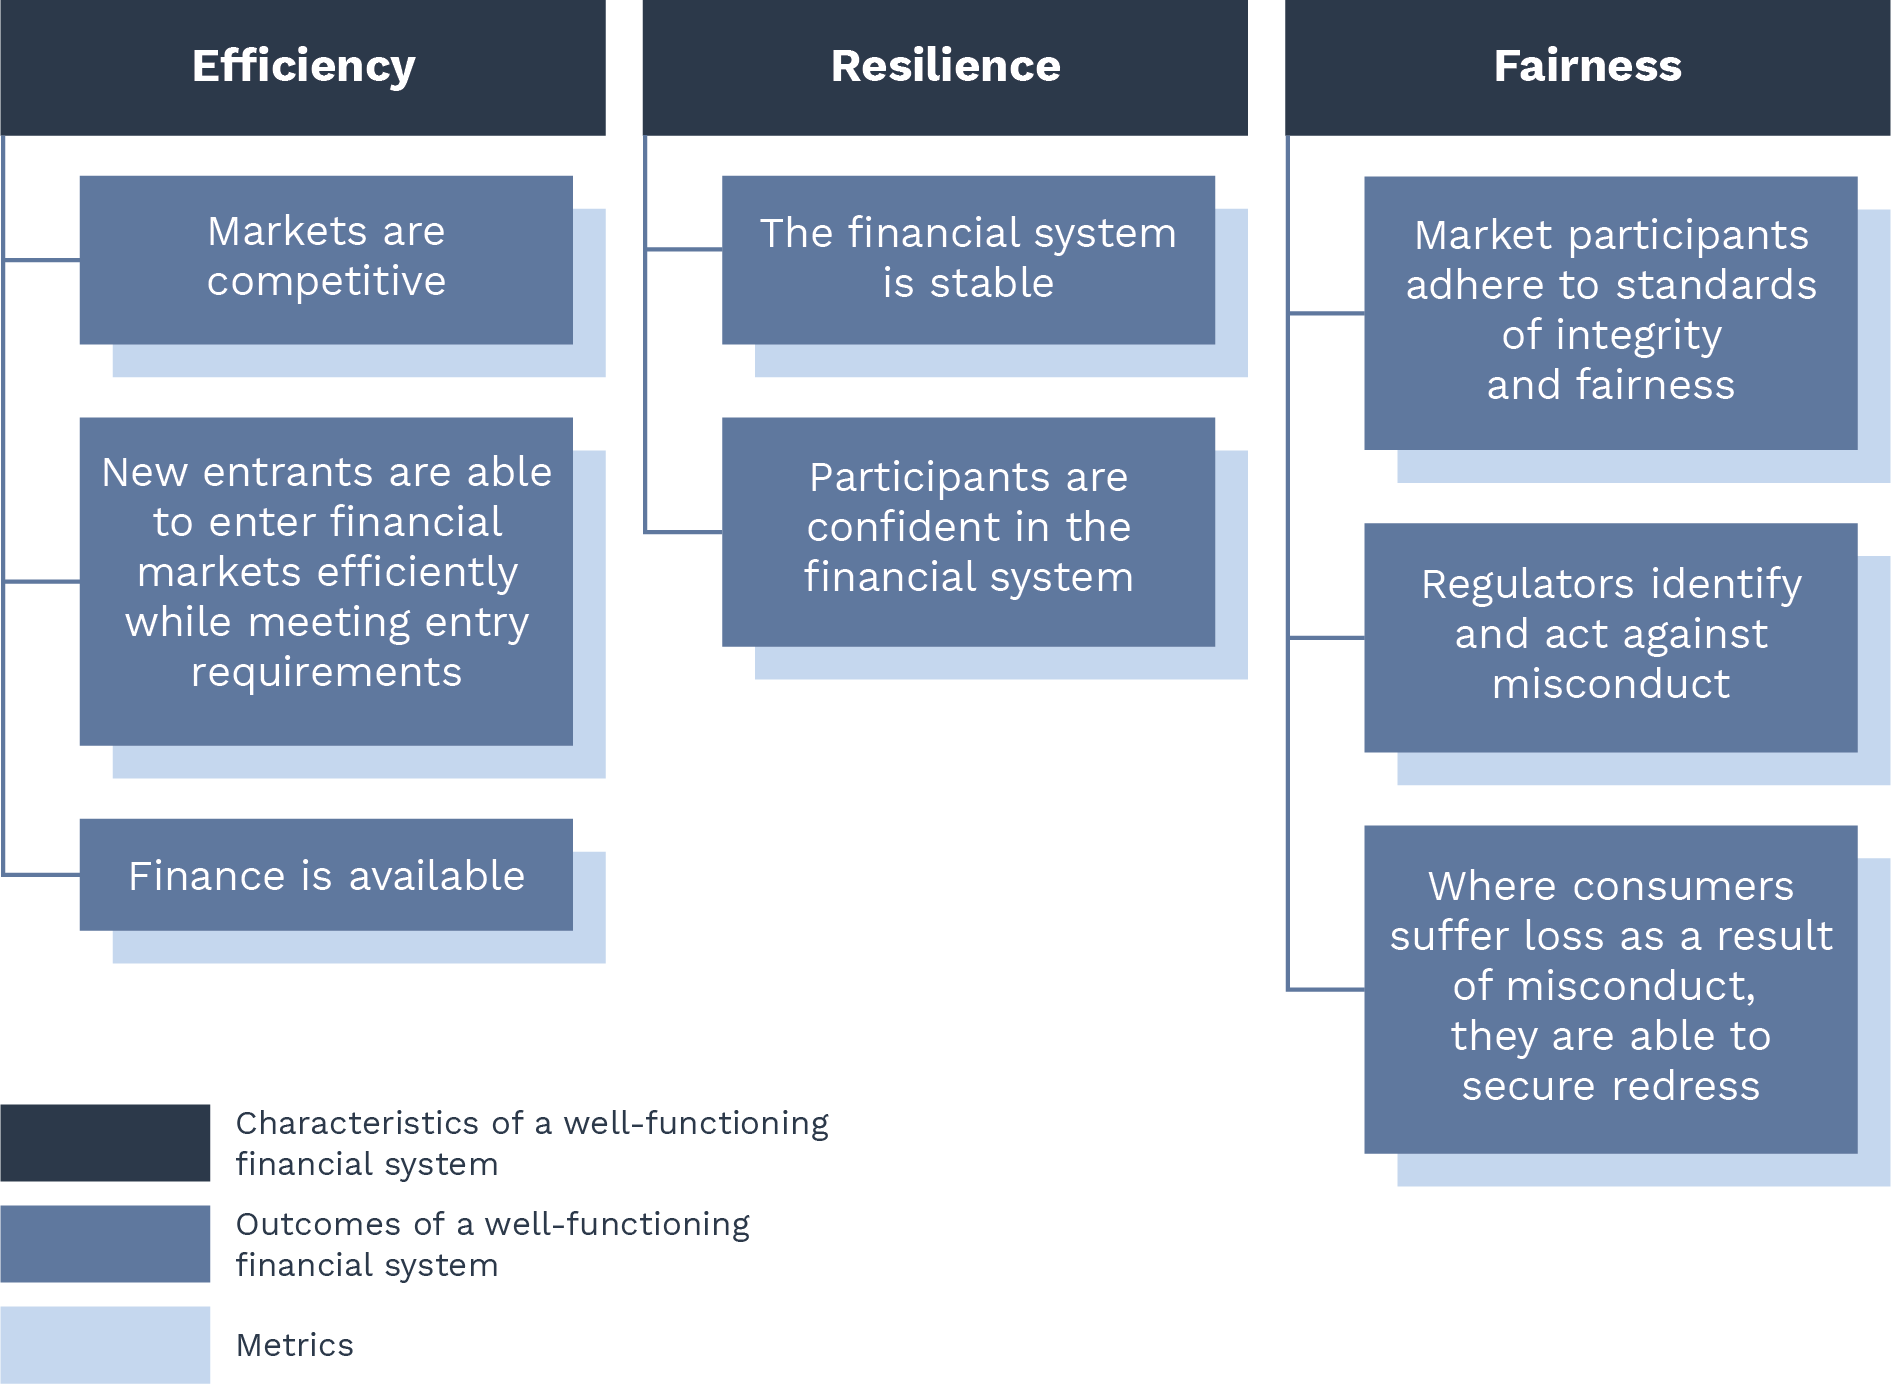 Efficiency
Markets are
competitive
New entrants are able
to enter financial
markets efficiently
while meeting entry
requirements
Finance is available
Resilience
The financial system
is stable
Participants are
confident in the
financial system
Fairness
Market participants
adhere to standards
of integrity
and fairness
Regulators identify
and act against
misconduct
Where consumers
suffer loss as a result
of misconduct,
they are able to
secure redress
Characteristics of a well-functioning
financial system
Outcomes of a well-functioning
financial system
Metrics